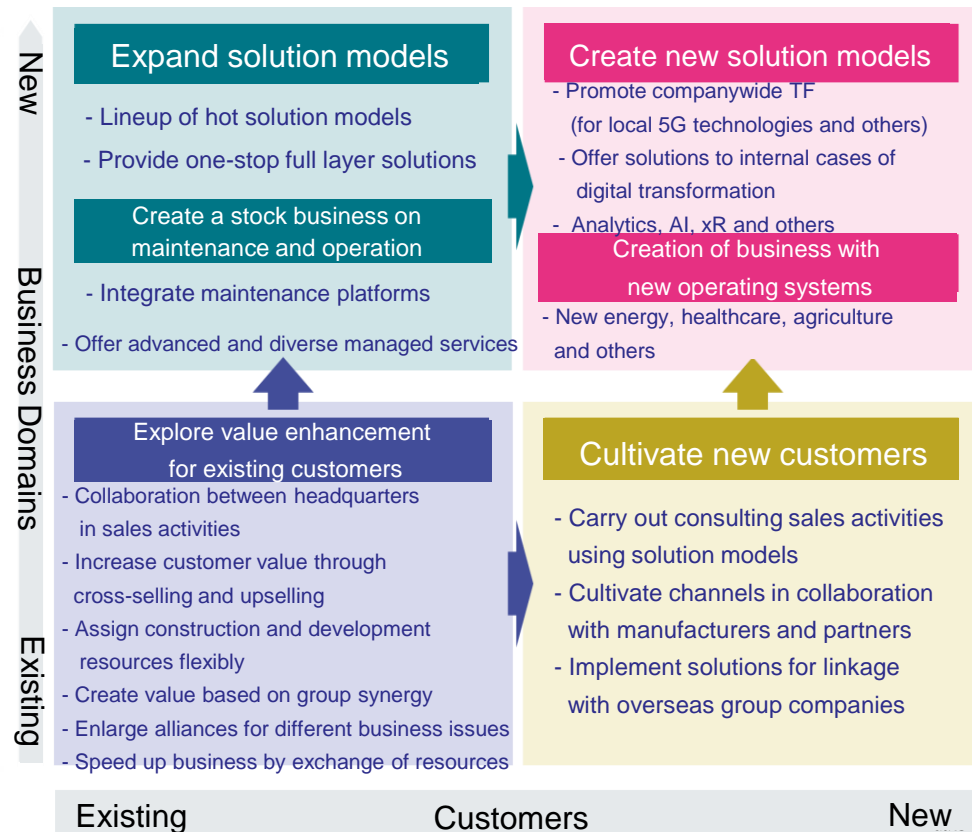 New
Business Domains
Existing
Expand solution models
- Lineup of hot solution models
- Provide one-stop full layer solutions
Create a stock business on
maintenance and operation
- Integrate maintenance platforms
- Offer advanced and diverse managed services
Create new solution models
- Promote companywide TF
(for local 5G technologies and others)
- Offer solutions to internal cases of
digital transformation
- Analytics, AI, xR and others
Creation of business with
new operating systems
- New energy, healthcare, agriculture
and others
Explore value enhancement
for existing customers
- Collaboration between headquarters
in sales activities
- Increase customer value through
cross-selling and upselling
- Assign construction and development
resources flexibly
- Create value based on group synergy
- Enlarge alliances for different business issues
- Speed up business by exchange of resources
Cultivate new customers
- Carry out consulting sales activities
using solution models
- Cultivate channels in collaboration
with manufacturers and partners
- Implement solutions for linkage
with overseas group companies
Existing
Customers
New